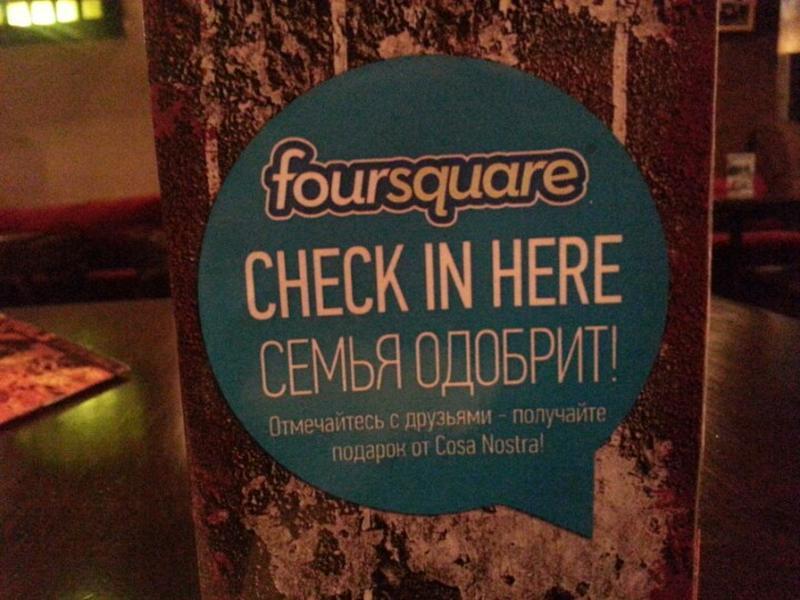 foursquare
CHECK IN HERE
СЕМЬЯ ОДОБРИТ!
Отмечайтесь с друзьями - получайте
подарок от Cosa Nostra!